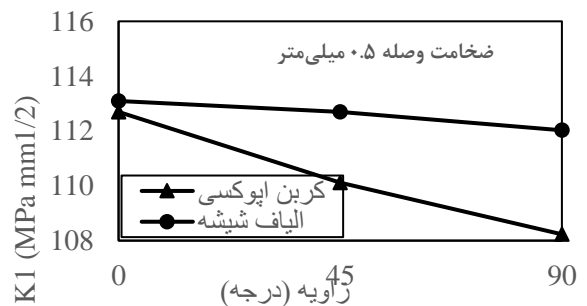 116
114
112
110
108
K1 (MPa mm1/2)
ضخامت وصله ۰.۵ میلی‌متر
کربن اپوکسی
الیاف شیشه
0
45
90
زاویه (درجه)